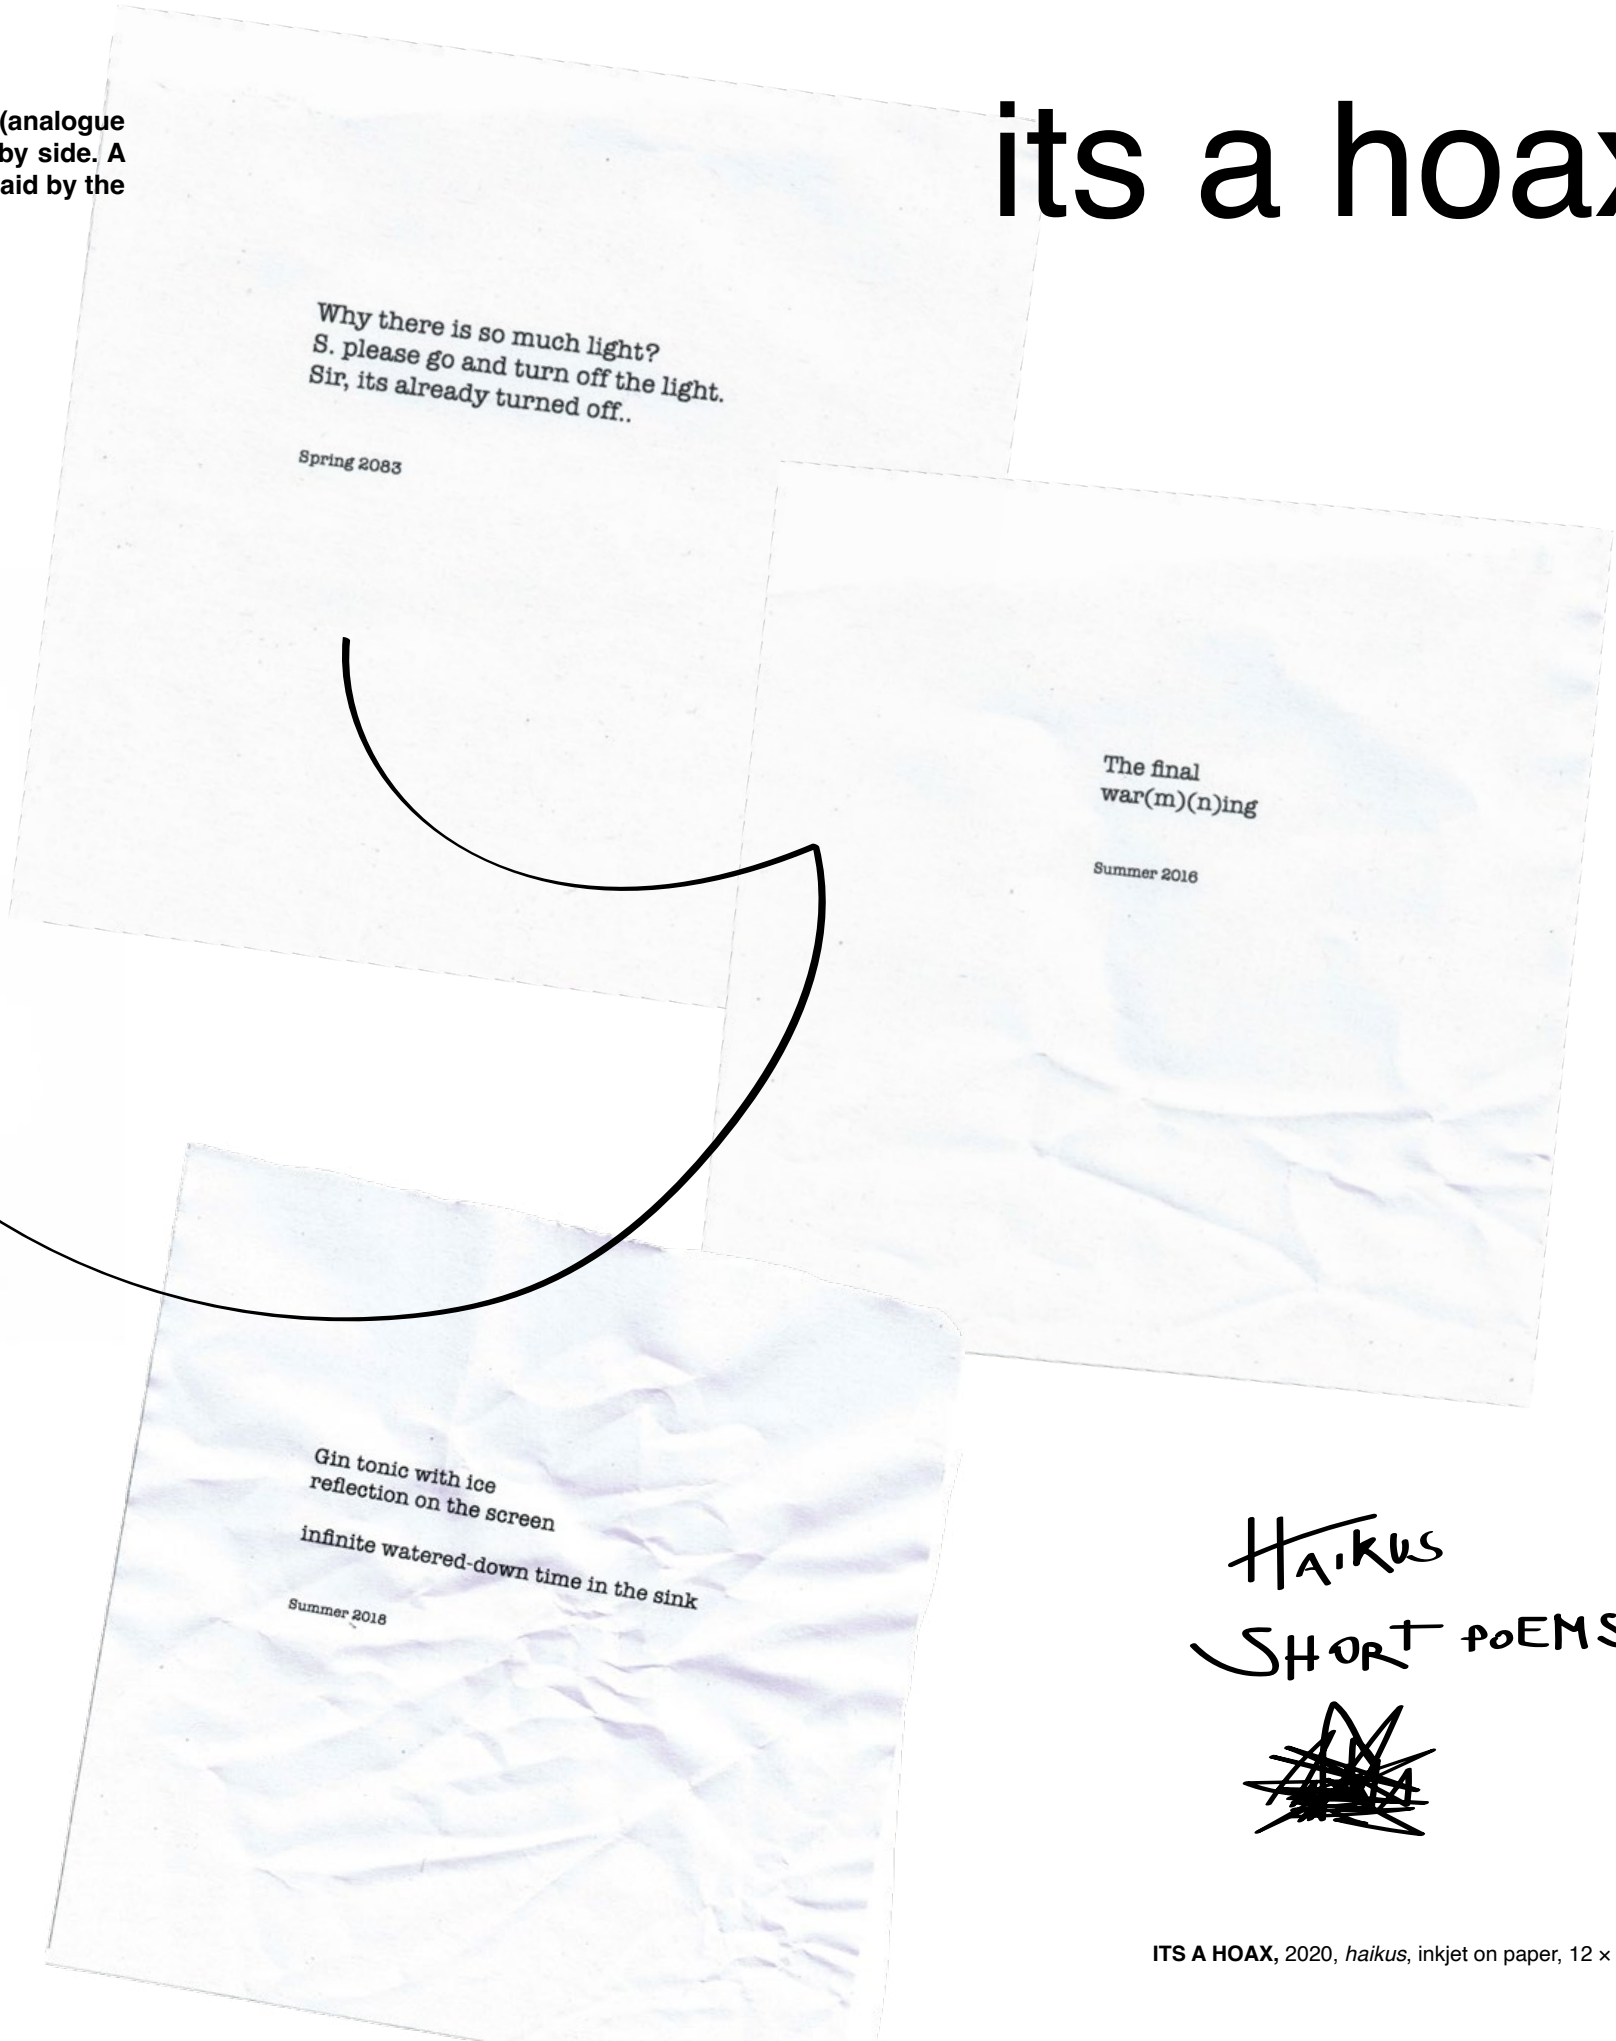 (analogue
by side. A
aid by the
its a hoax
Why there is so much light?
S. please go and turn off the light.
Sir, its already turned off..
Spring 2083
The final
war(m)(n)ing
Summer 2016
Gin tonic with ice
reflection on the screen
infinite watered-down time in the sink
Summer 2018
HAiKUS
SHORT POEMS
ITS A HOAX, 2020, haikus, inkjet on paper, 12 ×